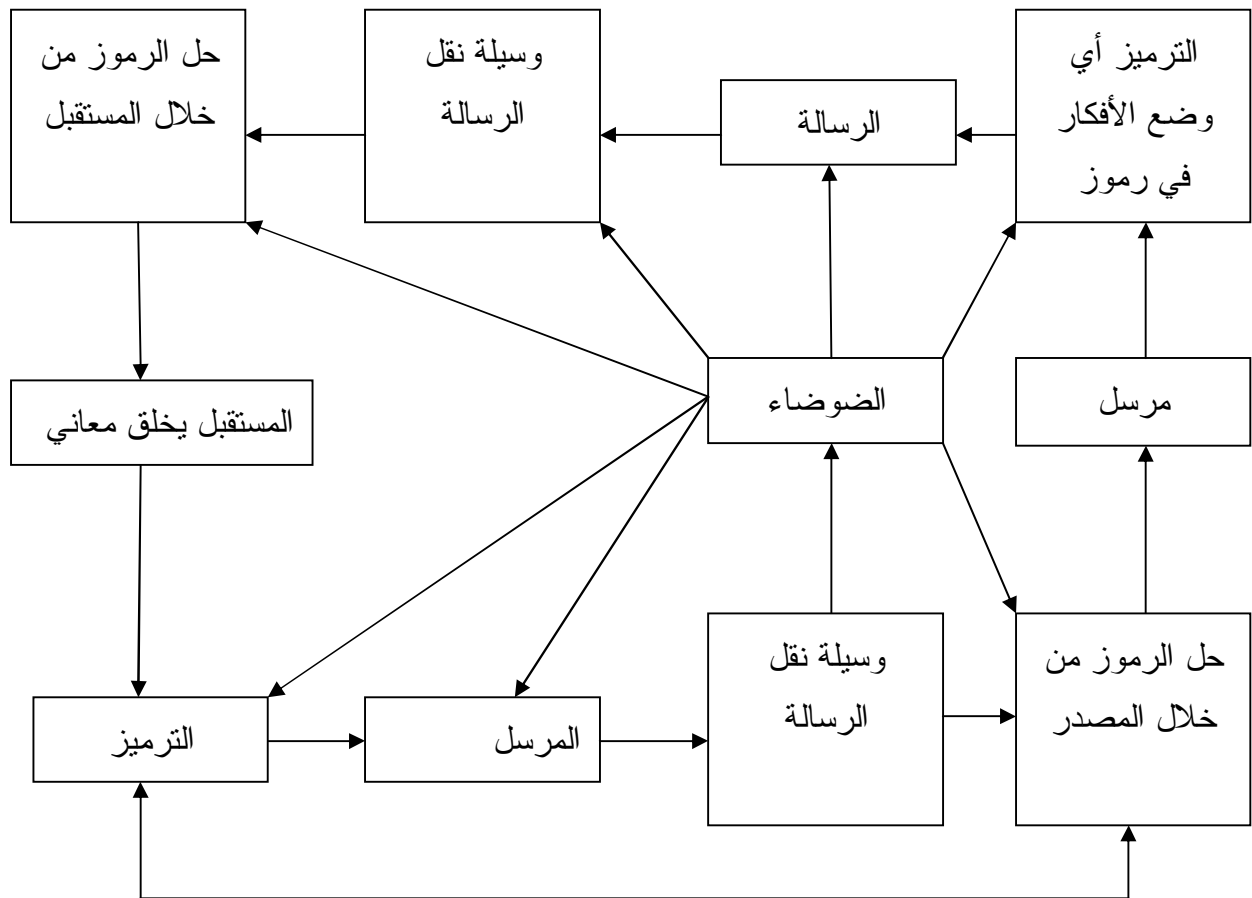 الترميز أي
وضع الأفكار
في رموز
الرسالة
وسيلة نقل
الرسالة
حل الرموز من
خلال المستقبل
مرسل
الضوضاء
المستقبل يخلق معاني
حل الرموز من
خلال المصدر
وسيلة نقل
الرسالة
المرسل
الترميز